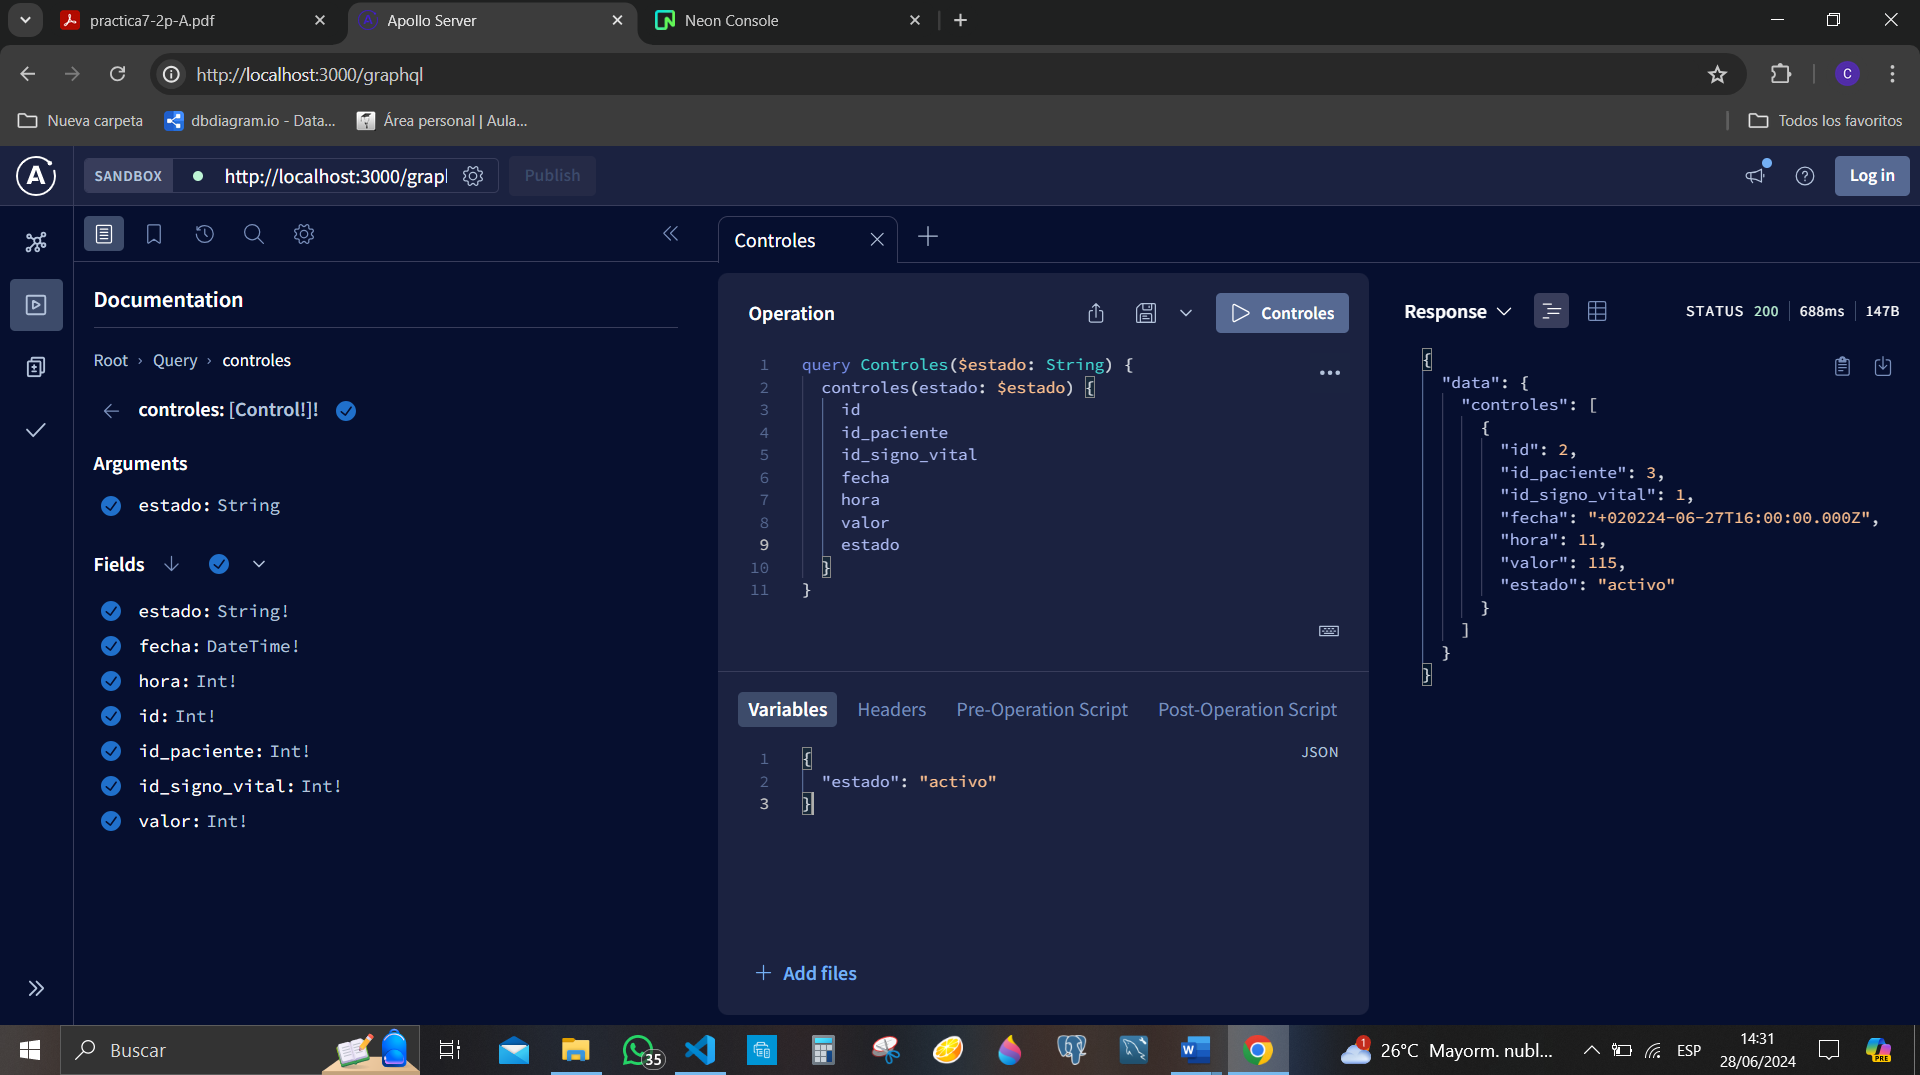 practica7-2p-A.pdf
Apollo Server
Neon Console
http://localhost:3000/graphql
C
Nueva carpeta
dbdiagram.io - Data...
Área personal | Aula...
Todos los favoritos
A
SANDBOX
http://localhost:3000/grapl
Publish
Log in
Documentation
Root › Query › controles
controles: [Control!]!
Arguments
estado: String
Fields
estado: String!
fecha: DateTime!
hora: Int!
id: Int!
id_paciente: Int!
id_signo_vital: Int!
valor: Int!
Controles
Operation
Controles
1 query Controles($estado: String) {
2 controles(estado: $estado) {
3 id
4 id_paciente
5 id_signo_vital
6 fecha
7 hora
8 valor
9 estado
10 }
11 }
Variables Headers Pre-Operation Script Post-Operation Script
JSON
1 {
2 "estado": "activo"
3 }
+ Add files
Response
STATUS 200 688ms 147B
{
"data": {
"controles": [
{
"id": 2,
"id_paciente": 3,
"id_signo_vital": 1,
"fecha": "+020224-06-27T16:00:00.000Z",
"hora": 11,
"valor": 115,
"estado": "activo"
}
]
}
}
Buscar
35
W
1
26°C Mayorm. nubl...
ESP
14:31
28/06/2024
PRE